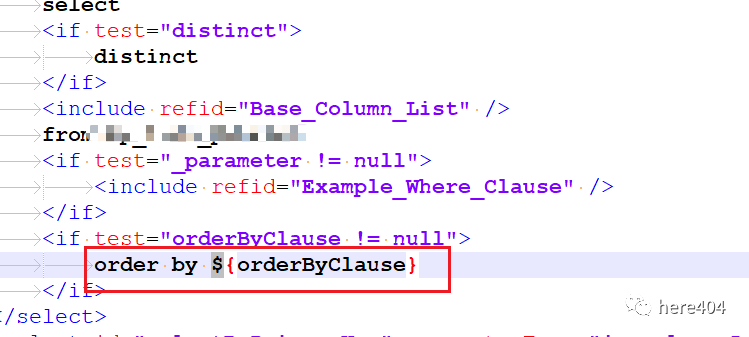 select
<if test="distinct">
distinct
</if>
<include refid="Base_Column_List" />
from
<if test="_parameter != null">
<include refid="Example_Where_Clause" />
</if>
<if test="orderByClause != null">
order by ${orderByClause}
</if>
/select>
here404